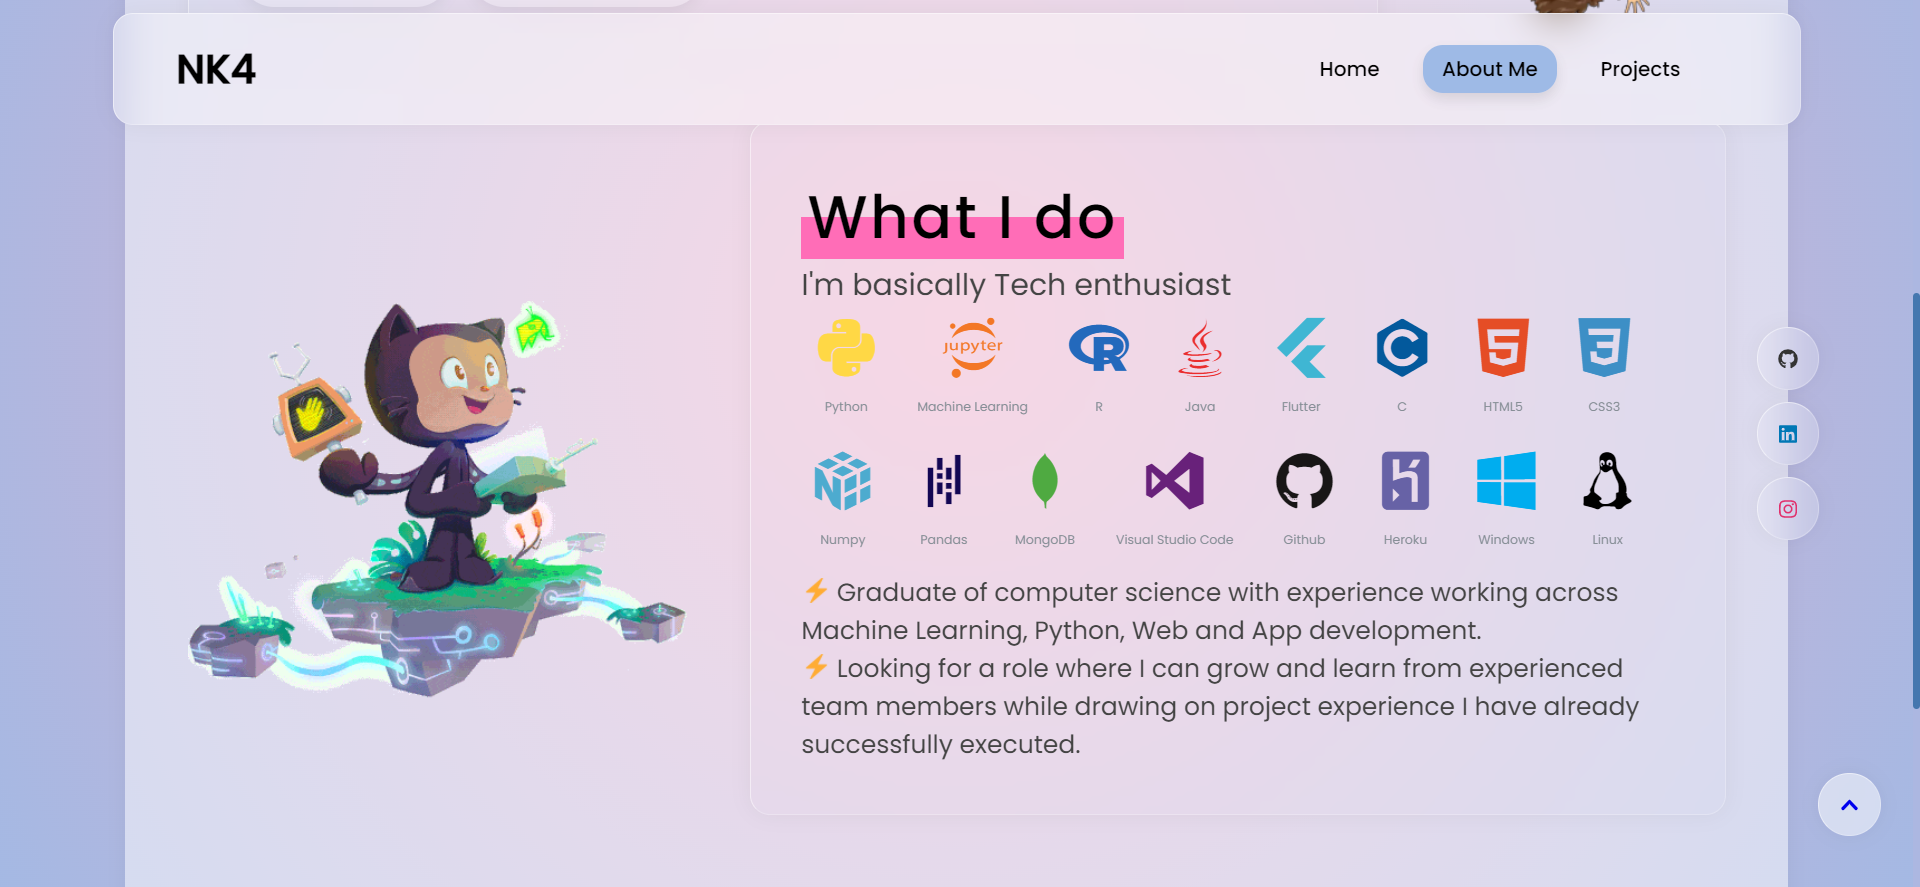 NK4
Home About Me Projects
What I do
I'm basically Tech enthusiast
jupyter
Python Machine Learning R Java Flutter C HTML5 CSS3
Numpy Pandas MongoDB Visual Studio Code Github Heroku Windows Linux
⚡ Graduate of computer science with experience working across
Machine Learning, Python, Web and App development.
⚡ Looking for a role where I can grow and learn from experienced
team members while drawing on project experience I have already
successfully executed.